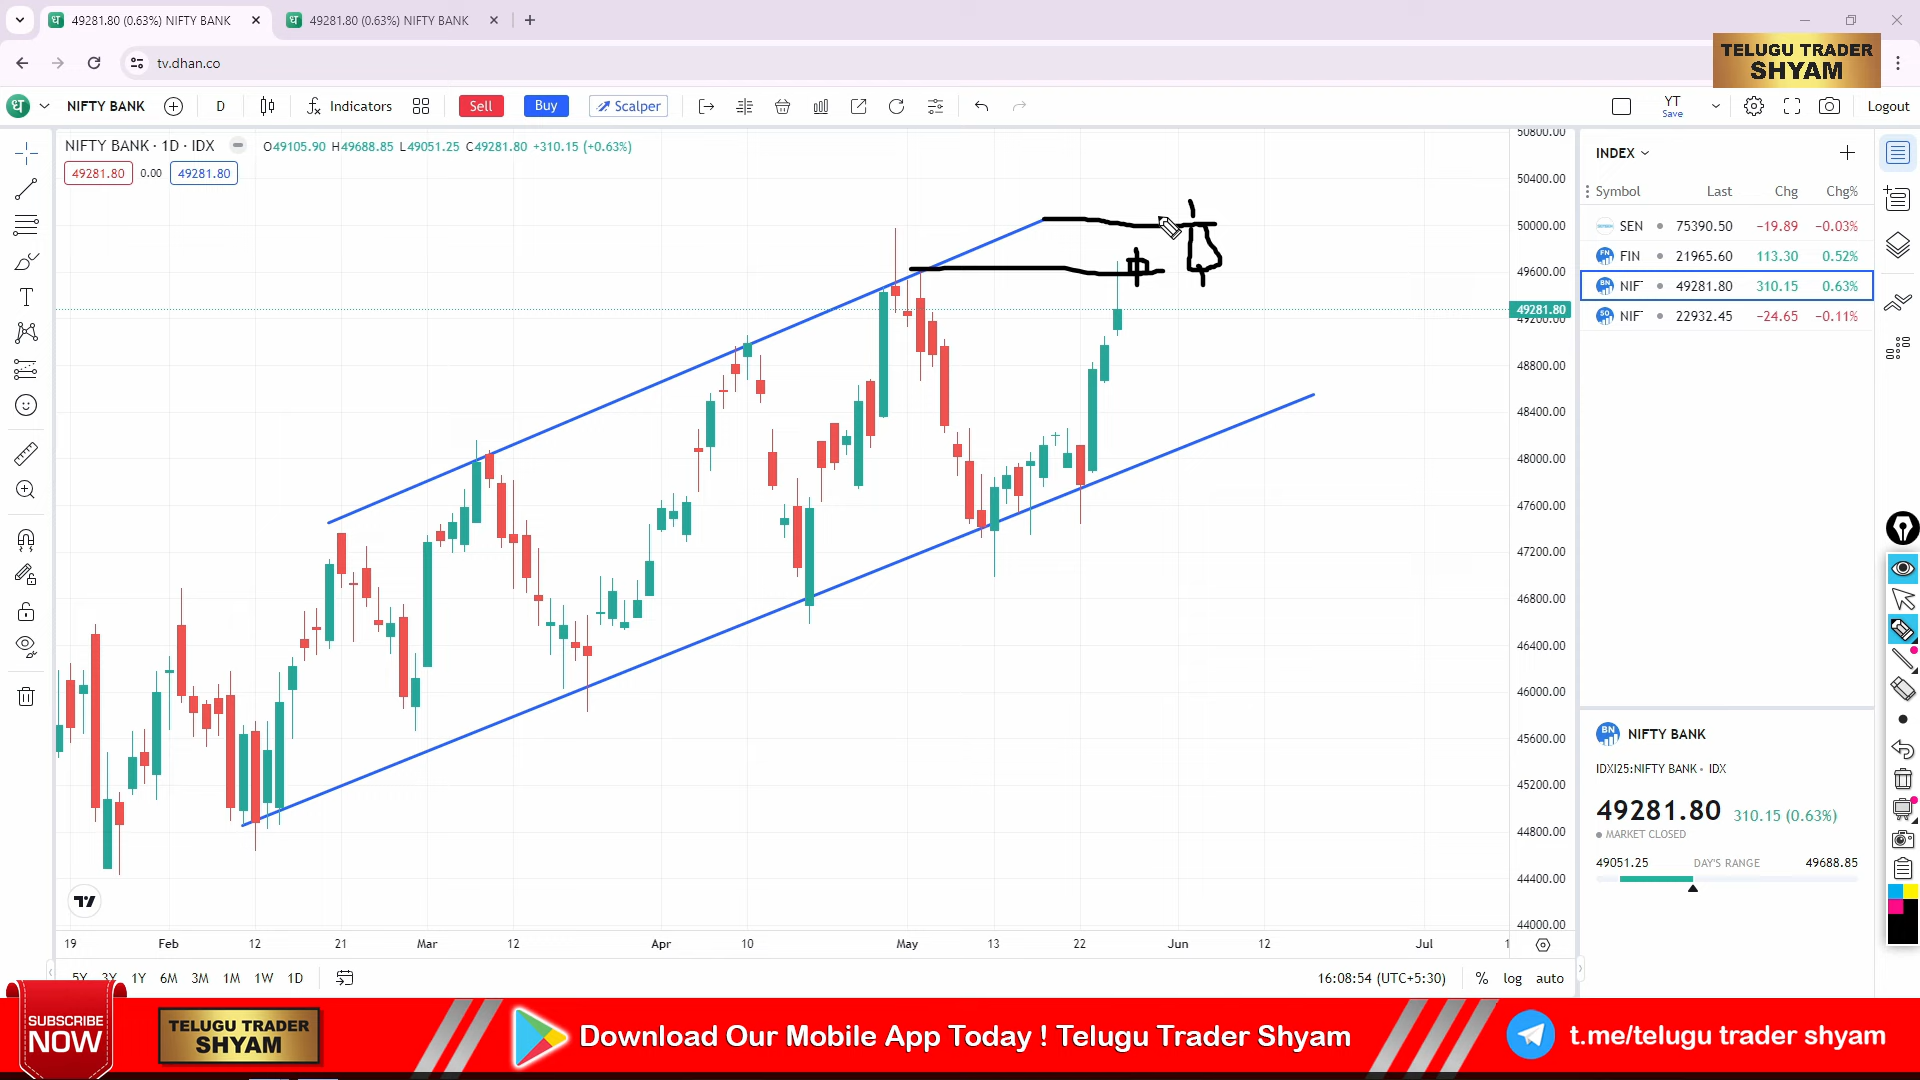 49281.80 (0.63%) NIFTY BANK
49281.80 (0.63%) NIFTY BANK
tv.dhan.co
TELUGU TRADER
SHYAM
NIFTY BANK
D
Indicators
Sell
Buy
Scalper
YT
Save
Logout
NIFTY BANK · 1D · IDX
O49105.90 H49688.85 L49051.25 C49281.80 +310.15 (+0.63%)
49281.80
0.00
49281.80
50800.00
50400.00
50000.00
49600.00
49281.80
49200.00
48800.00
48400.00
48000.00
47600.00
47200.00
46800.00
46400.00
46000.00
45600.00
45200.00
44800.00
44400.00
44000.00
INDEX
Symbol Last Chg Chg%
SEN 75390.50 −19.89 −0.03%
FIN 21965.60 113.30 0.52%
NIF 49281.80 310.15 0.63%
NIF 22932.45 −24.65 −0.11%
BN
NIFTY BANK
IDXI25:NIFTY BANK • IDX
49281.80 310.15 (0.63%)
MARKET CLOSED
49051.25 DAY'S RANGE 49688.85
19 Feb 12 21 Mar 12 Apr 10 May 13 22 Jun 12 Jul 1
5Y 3Y 1Y 6M 3M 1M 1W 1D
16:08:54 (UTC+5:30) % log auto
SUBSCRIBE
NOW
TELUGU TRADER
SHYAM
Download Our Mobile App Today ! Telugu Trader Shyam
t.me/telugu trader shyam